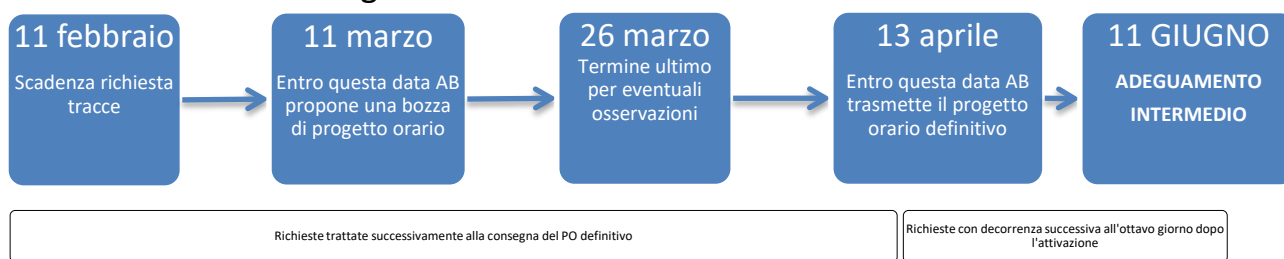 11 febbraio
Scadenza richiesta
tracce
11 marzo
Entro questa data AB
propone una bozza
di progetto orario
26 marzo
Termine ultimo
per eventuali
osservazioni
13 aprile
Entro questa data AB
trasmette il progetto
orario definitivo
11 GIUGNO
ADEGUAMENTO
INTERMEDIO
Richieste trattate successivamente alla consegna del PO definitivo
Richieste con decorrenza successiva all'ottavo giorno dopo
l'attivazione